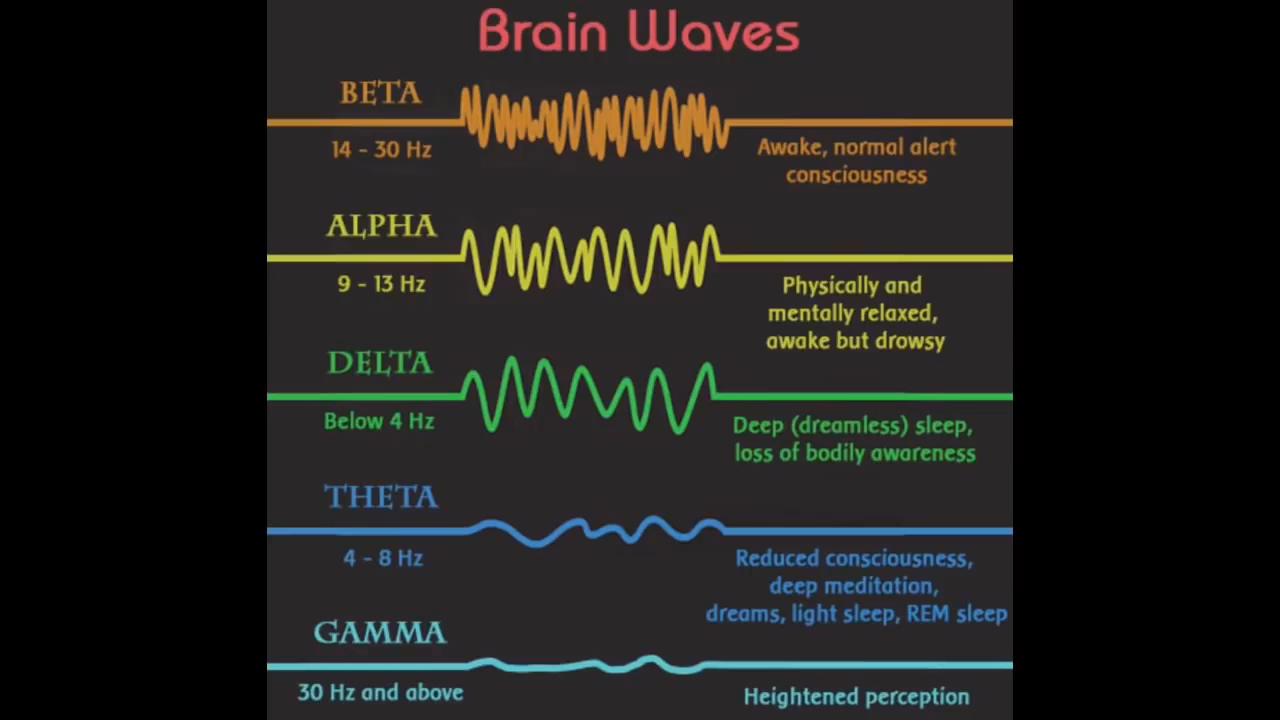 Brain Waves
BETA
14 - 30 Hz
Awake, normal alert
consciousness
ALPHA
9 - 13 Hz
Physically and
mentally relaxed,
awake but drowsy
DELTA
Below 4 Hz
Deep (dreamless) sleep,
loss of bodily awareness
THETA
4 - 8 Hz
Reduced consciousness,
deep meditation,
dreams, light sleep, REM sleep
GAMMA
30 Hz and above
Heightened perception